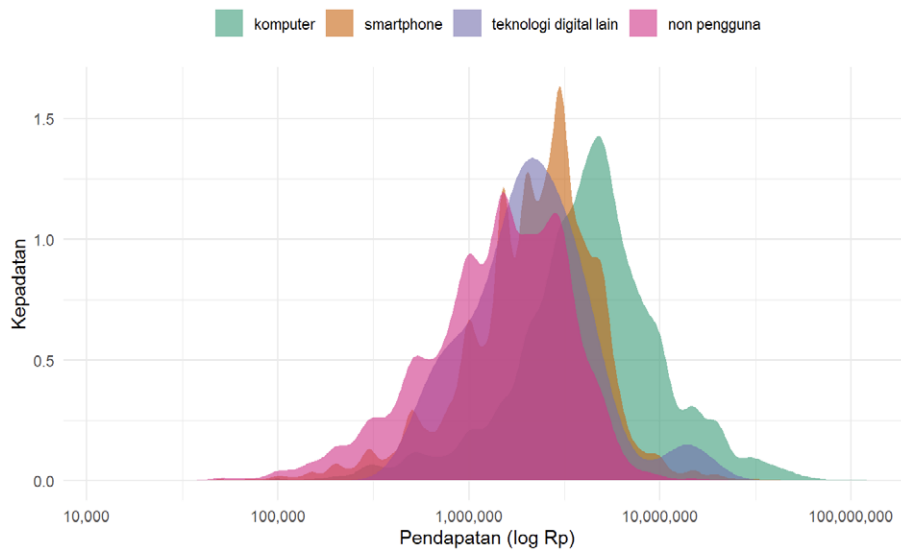 komputer smartphone teknologi digital lain non pengguna
1.5
1.0
0.5
0.0
Kepadatan
10,000 100,000 1,000,000 10,000,000 100,000,000
Pendapatan (log Rp)